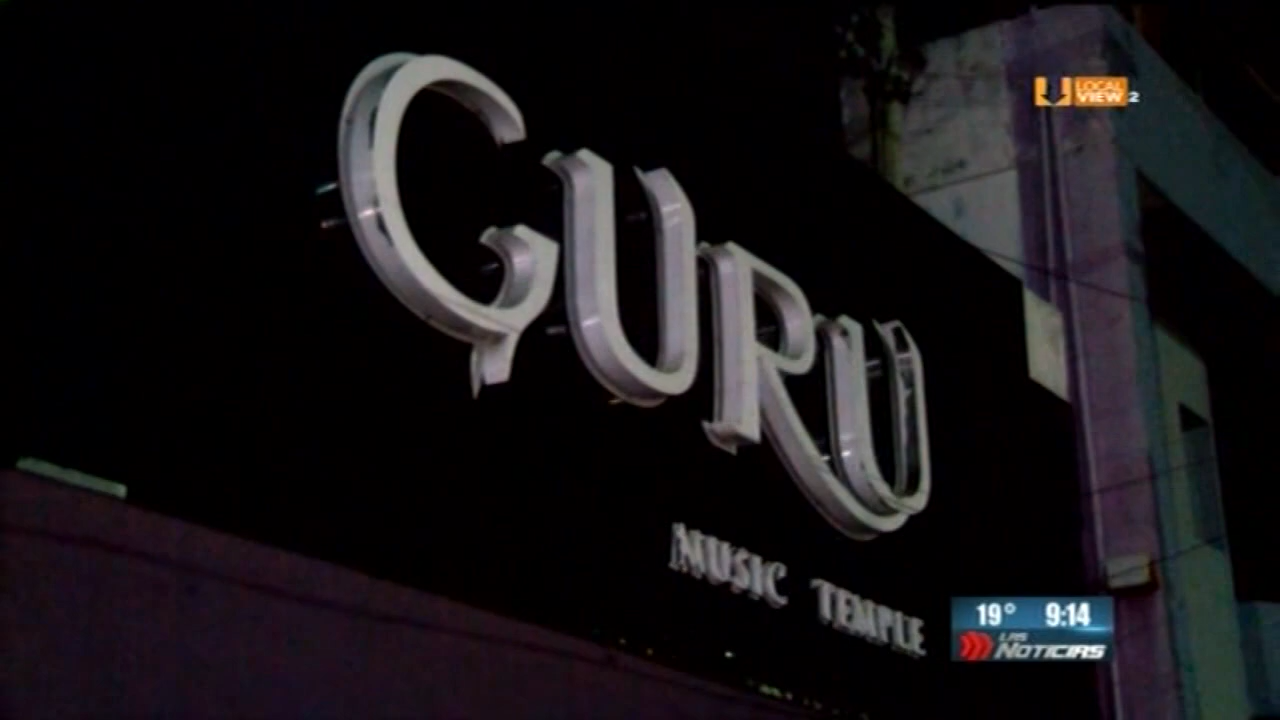 GURU
MUSIC TEMPLE
LOCAL
VIEW 2
19° 9:14
LAS
NOTICIAS